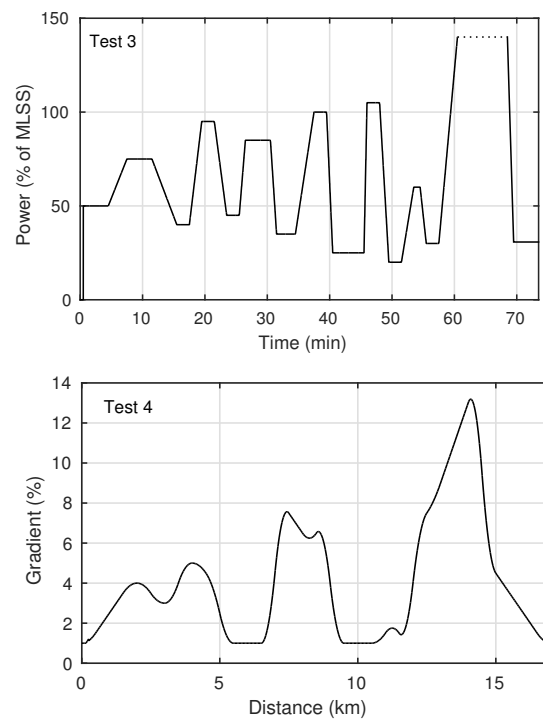 150
Test 3
100
50
0
Power (% of MLSS)
0 10 20 30 40 50 60 70
Time (min)
14
Test 4
12
10
8
6
4
2
0
Gradient (%)
0 5 10 15
Distance (km)